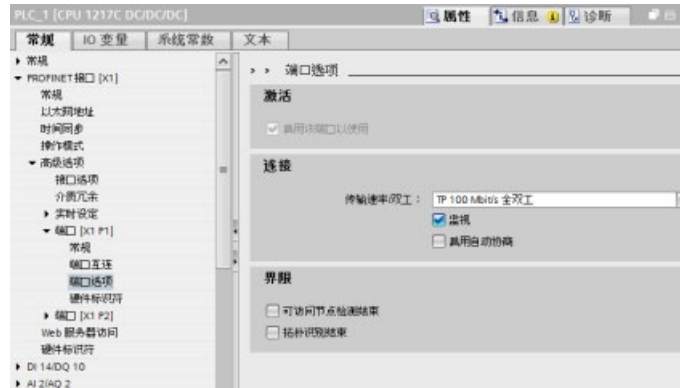 PLC_1 [CPU 1217C DC/DC/DC]
属性 信息 诊断
常规 IO 变量 系统常数 文本
常规
PROFINET接口 [X1]
常规
以太网地址
时间同步
操作模式
高级选项
接口选项
介质冗余
实时设定
端口 [X1 P1]
常规
端口互连
端口选项
硬件标识符
端口 [X1 P2]
Web 服务器访问
硬件标识符
DI 14/DQ 10
AI 2/AQ 2
> > 端口选项
激活
启用该端口以使用
连接
传输速率/双工：
TP 100 Mbit/s 全双工
监视
启用自动协商
界限
可访问节点检测结束
拓扑识别结束